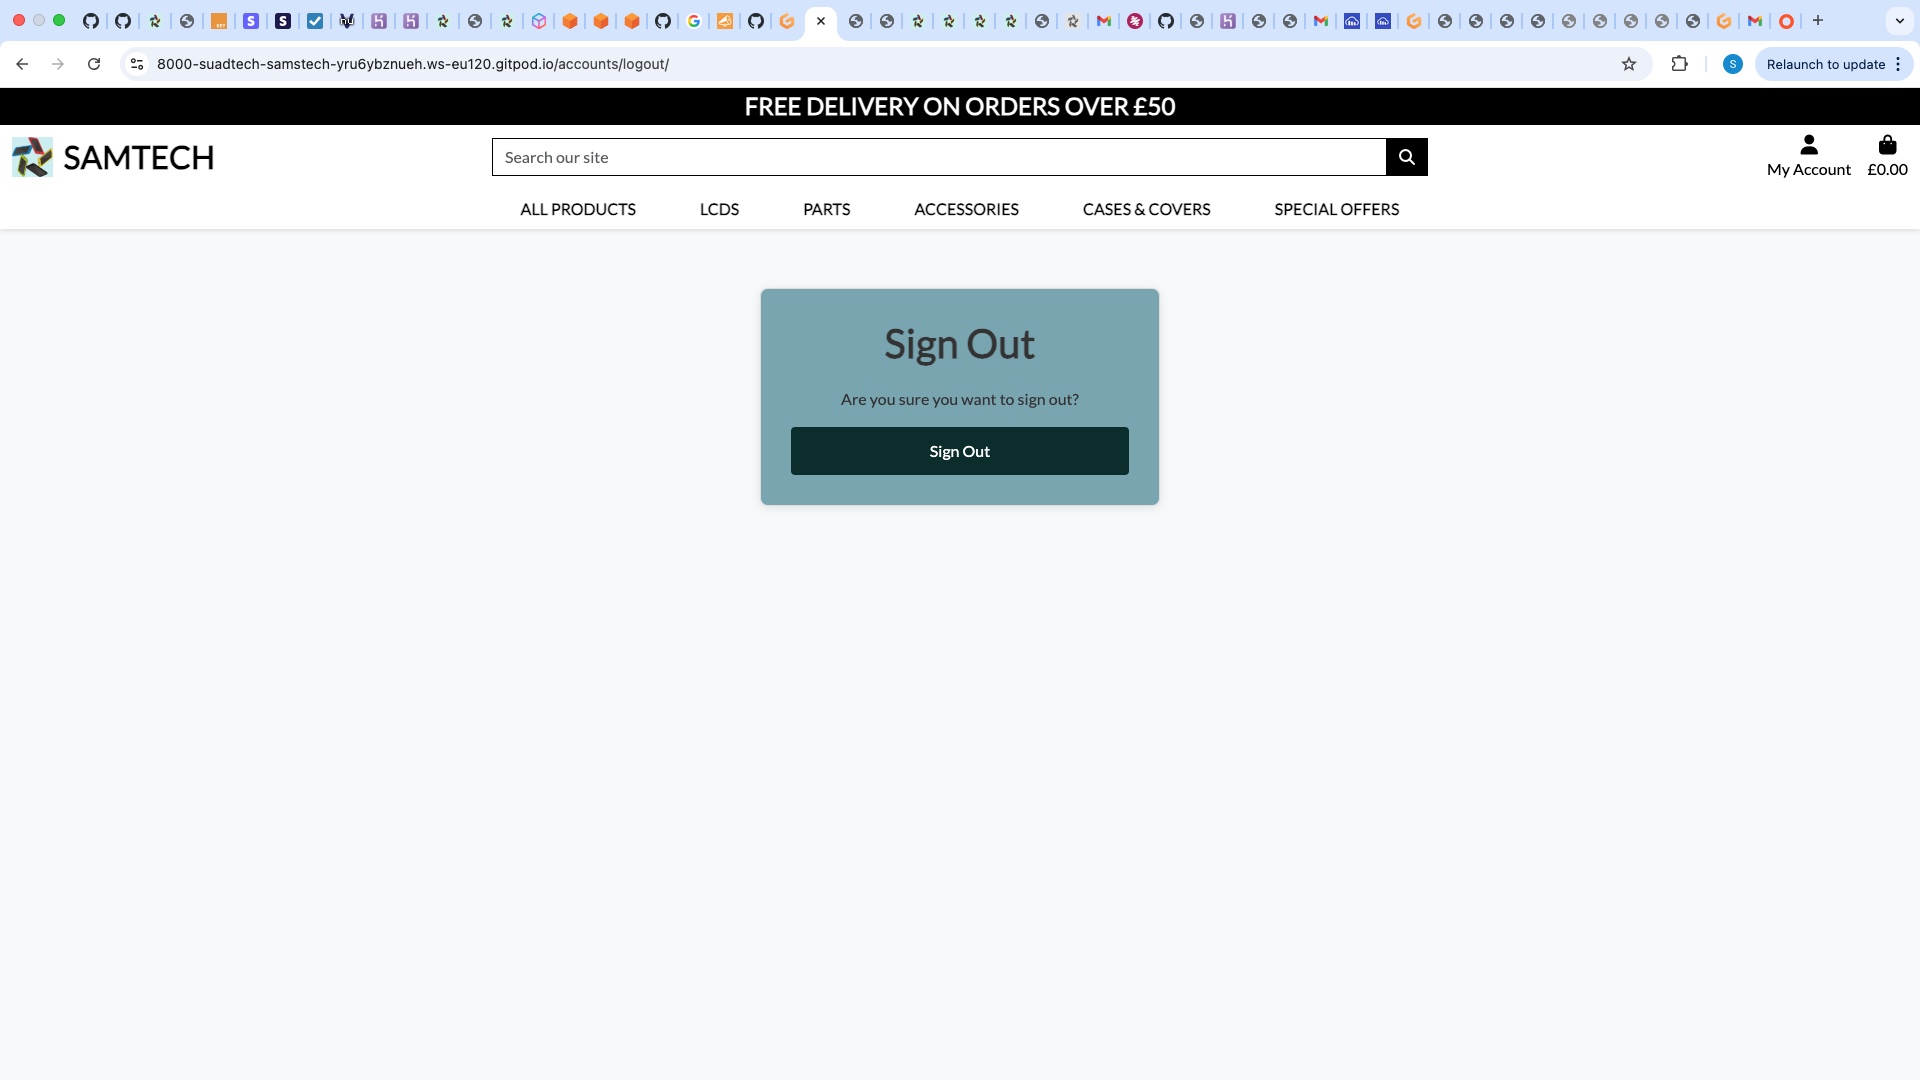 8000-suadtech-samstech-yru6ybznueh.ws-eu120.gitpod.io/accounts/logout/
S
Relaunch to update
FREE DELIVERY ON ORDERS OVER £50
SAMTECH
Search our site
My Account
£0.00
ALL PRODUCTS
LCDS
PARTS
ACCESSORIES
CASES & COVERS
SPECIAL OFFERS
Sign Out
Are you sure you want to sign out?
Sign Out